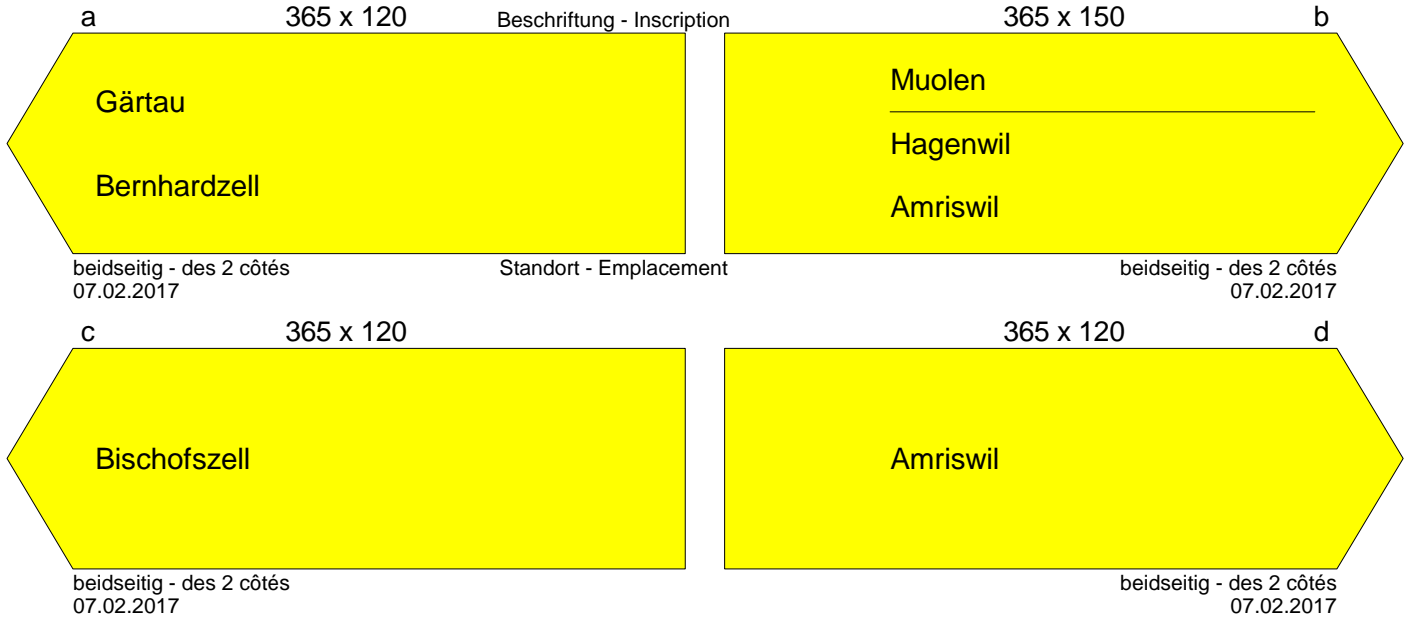 a 365 x 120 Beschriftung - Inscription 365 x 150 b
Gärtau
Bernhardzell
Muolen
Hagenwil
Amriswil
beidseitig - des 2 côtés Standort - Emplacement beidseitig - des 2 côtés
07.02.2017 07.02.2017
c 365 x 120 365 x 120 d
Bischofszell Amriswil
beidseitig - des 2 côtés beidseitig - des 2 côtés
07.02.2017 07.02.2017